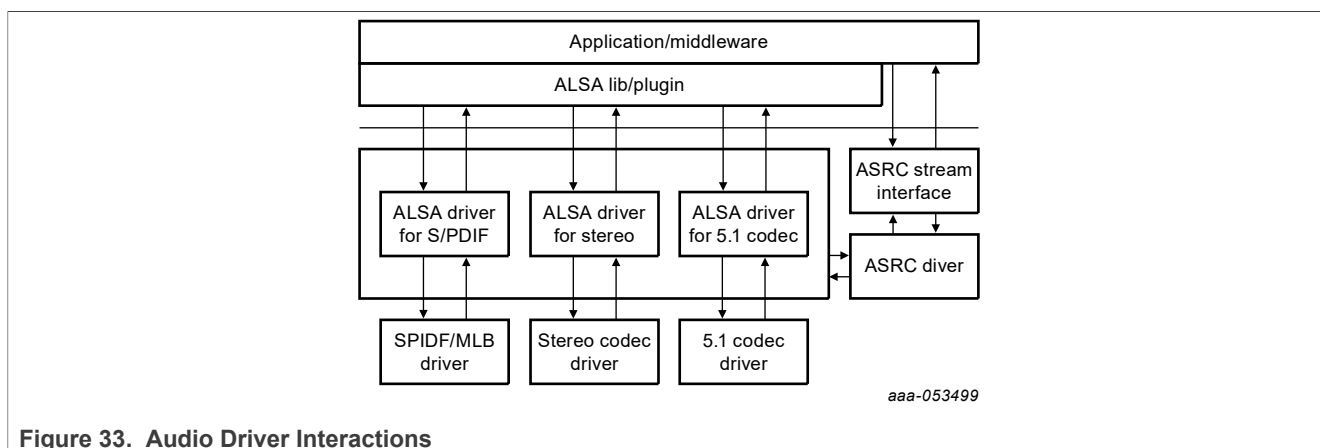 Application/middleware
ALSA lib/plugin
ASRC stream
interface
ALSA driver
for S/PDIF
ALSA driver
for stereo
ALSA driver
for 5.1 codec
ASRC diver
SPIDF/MLB
driver
Stereo codec
driver
5.1 codec
driver
aaa-053499
Figure 33. Audio Driver Interactions